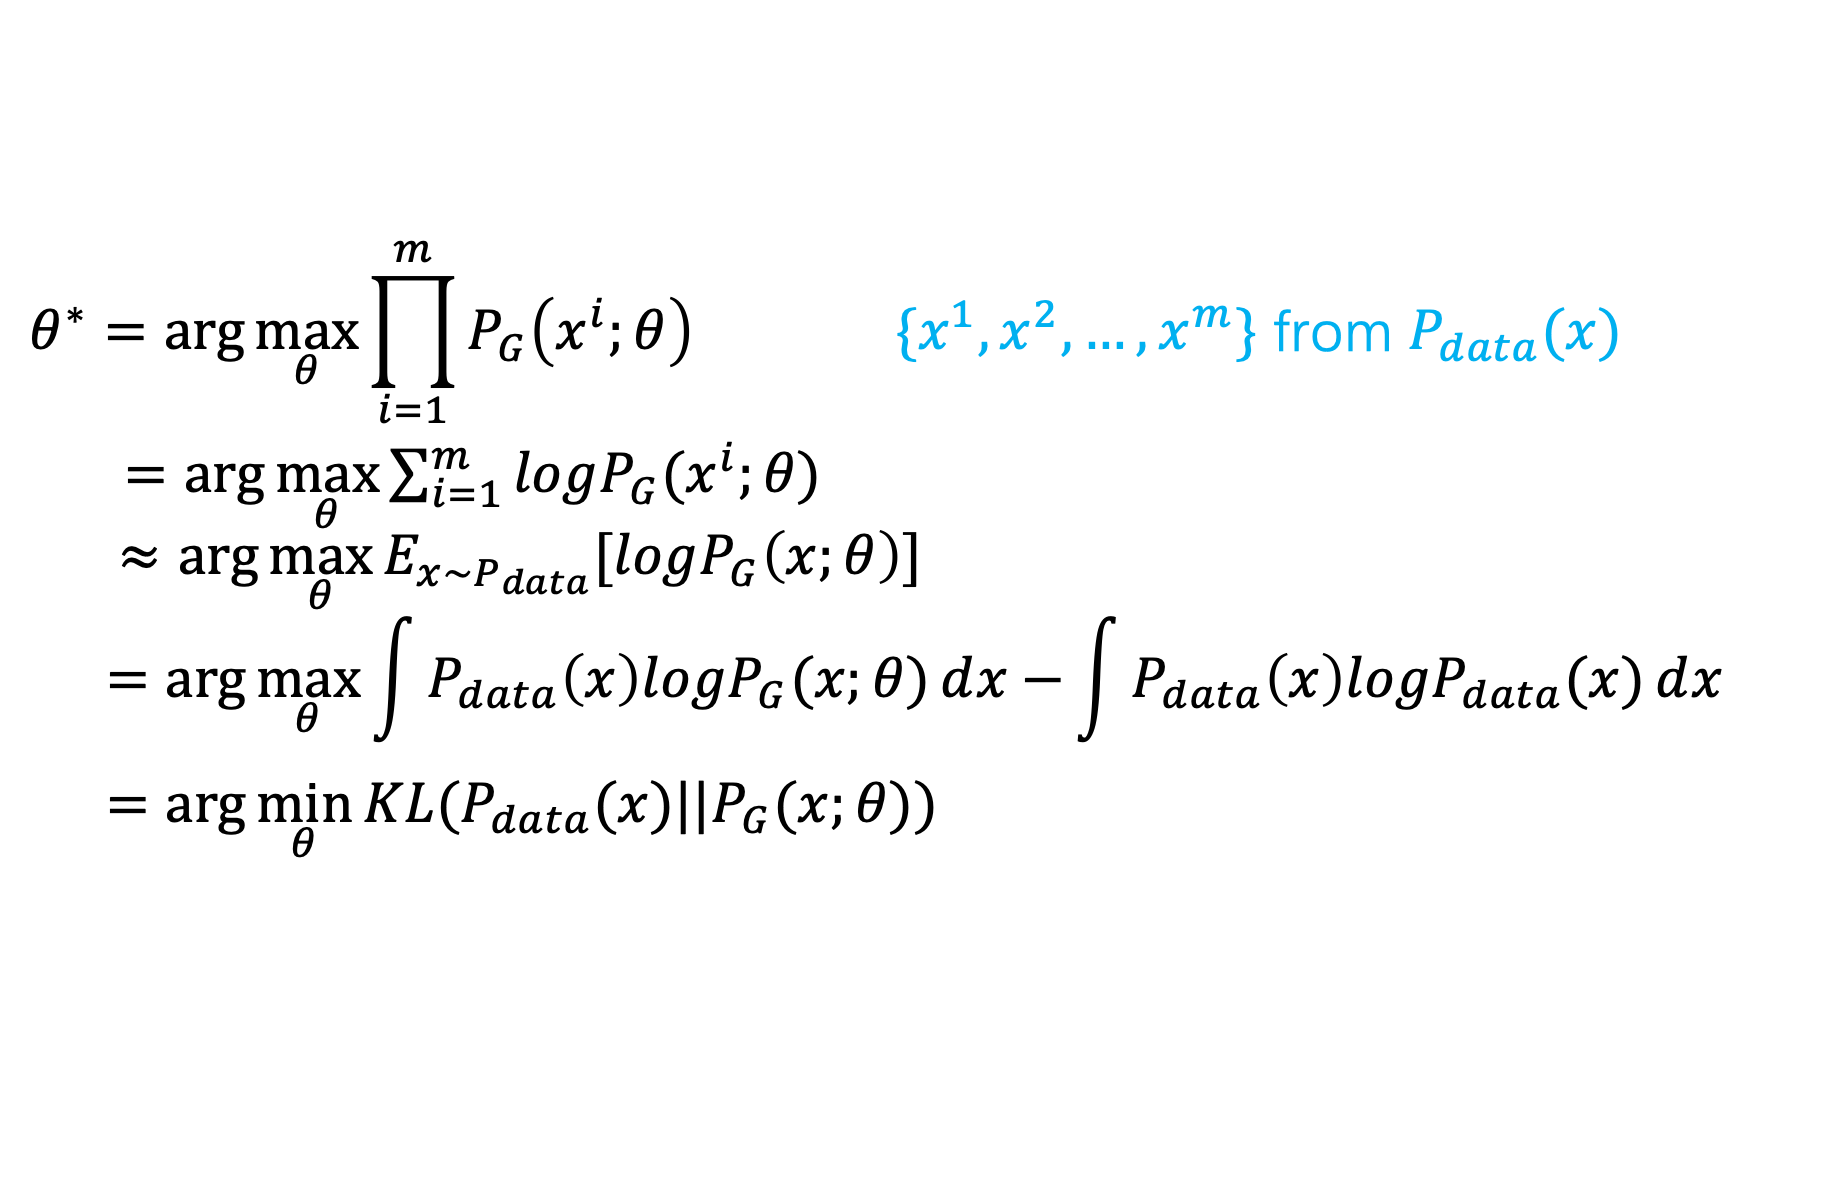 θ* = arg max_θ ∏_{i=1}^{m} P_G(x^i; θ) {x^1, x^2, …, x^m} from P_data(x)
= arg max_θ ∑_{i=1}^{m} logP_G(x^i; θ)
≈ arg max_θ E_{x~P_data}[logP_G(x; θ)]
= arg max_θ ∫ P_data(x)logP_G(x; θ) dx − ∫ P_data(x)logP_data(x) dx
= arg min_θ KL(P_data(x)||P_G(x; θ))